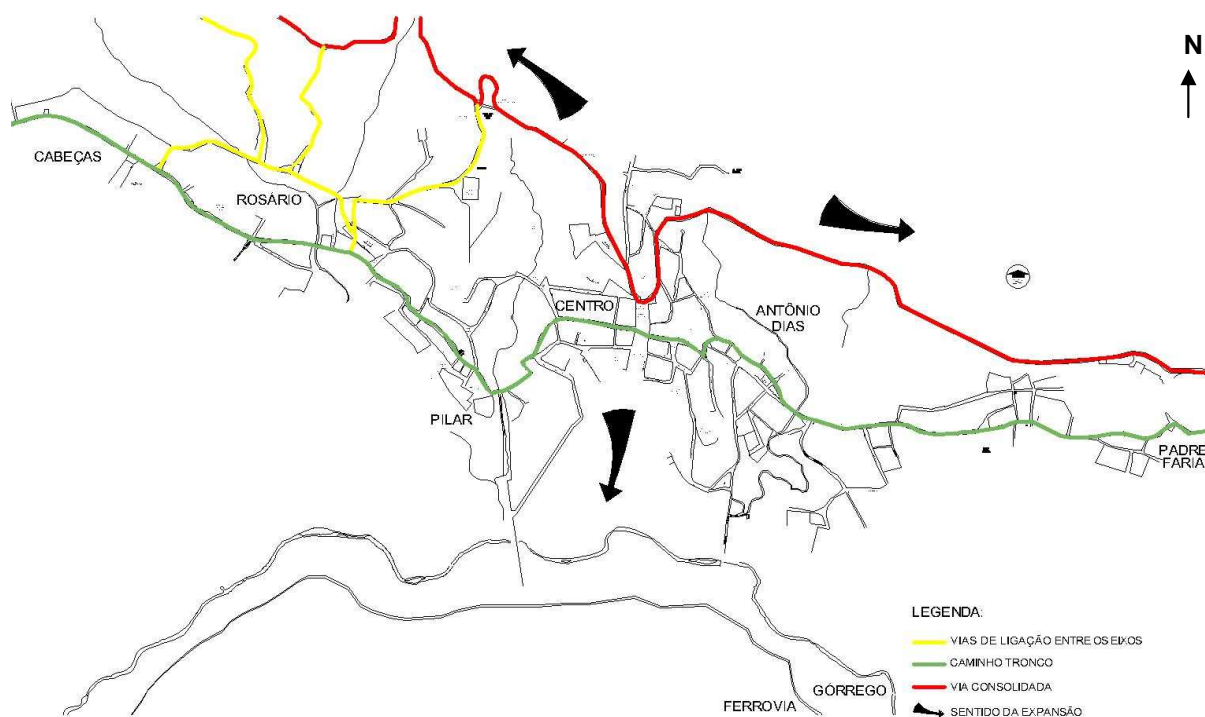 N
CABEÇAS
ROSÁRIO
CENTRO
ANTÔNIO
DIAS
PILAR
PADRE
FARIA
LEGENDA:
VIAS DE LIGAÇÃO ENTRE OS EIXOS
CAMINHO TRONCO
VIA CONSOLIDADA
SENTIDO DA EXPANSÃO
GÓRREGO
FERROVIA